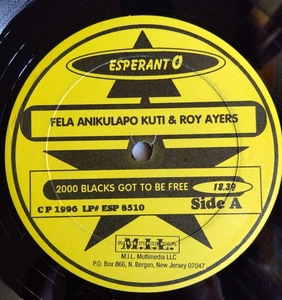 ESPERANTO
FELA ANIKULAPO KUTI & ROY AYERS
2000 BLACKS GOT TO BE FREE 18.39
C P 1996 LP# ESP 8510 Side A
M.I.L.
M.I.L. Multimedia LLC
P.O. Box 866, N. Bergen, New Jersey 07047